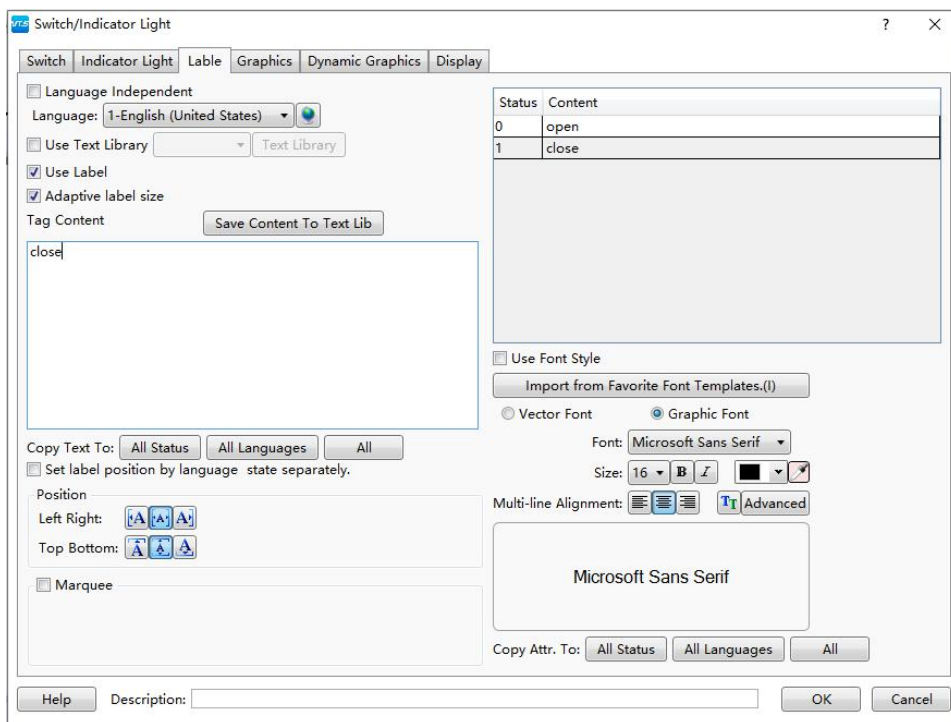 VTS Switch/Indicator Light ? ×
Switch Indicator Light Lable Graphics Dynamic Graphics Display
Language Independent
Language: 1-English (United States)
Use Text Library Text Library
Use Label
Adaptive label size
Tag Content Save Content To Text Lib
close
Copy Text To: All Status All Languages All
Set label position by language state separately.
Position
Left Right: A A A
Top Bottom: A A A
Marquee
Status Content
0 open
1 close
Use Font Style
Import from Favorite Font Templates.(I)
Vector Font Graphic Font
Font: Microsoft Sans Serif
Size: 16 B I
Multi-line Alignment: TT Advanced
Microsoft Sans Serif
Copy Attr. To: All Status All Languages All
Help Description: OK Cancel